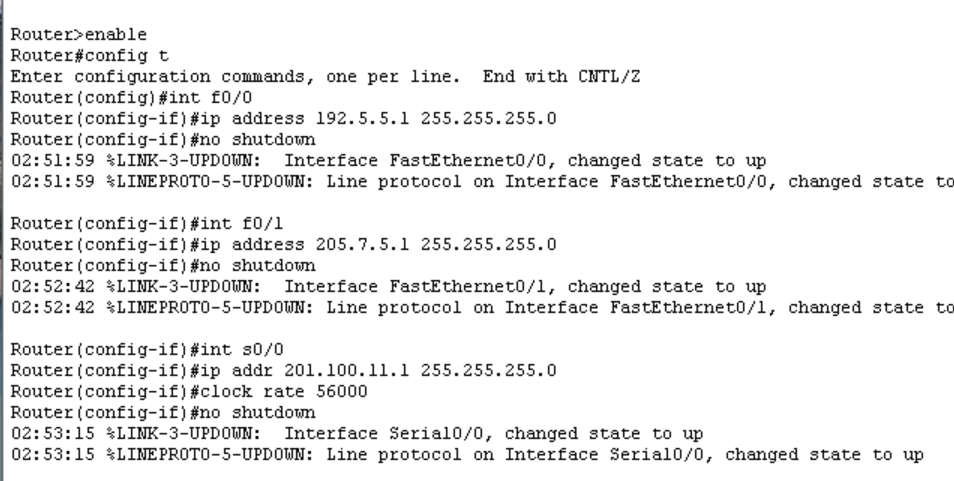 Router>enable
Router#config t
Enter configuration commands, one per line.  End with CNTL/Z
Router(config)#int f0/0
Router(config-if)#ip address 192.5.5.1 255.255.255.0
Router(config-if)#no shutdown
02:51:59 %LINK-3-UPDOWN:  Interface FastEthernet0/0, changed state to up
02:51:59 %LINEPROTO-5-UPDOWN: Line protocol on Interface FastEthernet0/0, changed state to
Router(config-if)#int f0/1
Router(config-if)#ip address 205.7.5.1 255.255.255.0
Router(config-if)#no shutdown
02:52:42 %LINK-3-UPDOWN:  Interface FastEthernet0/1, changed state to up
02:52:42 %LINEPROTO-5-UPDOWN: Line protocol on Interface FastEthernet0/1, changed state to
Router(config-if)#int s0/0
Router(config-if)#ip addr 201.100.11.1 255.255.255.0
Router(config-if)#clock rate 56000
Router(config-if)#no shutdown
02:53:15 %LINK-3-UPDOWN:  Interface Serial0/0, changed state to up
02:53:15 %LINEPROTO-5-UPDOWN: Line protocol on Interface Serial0/0, changed state to up